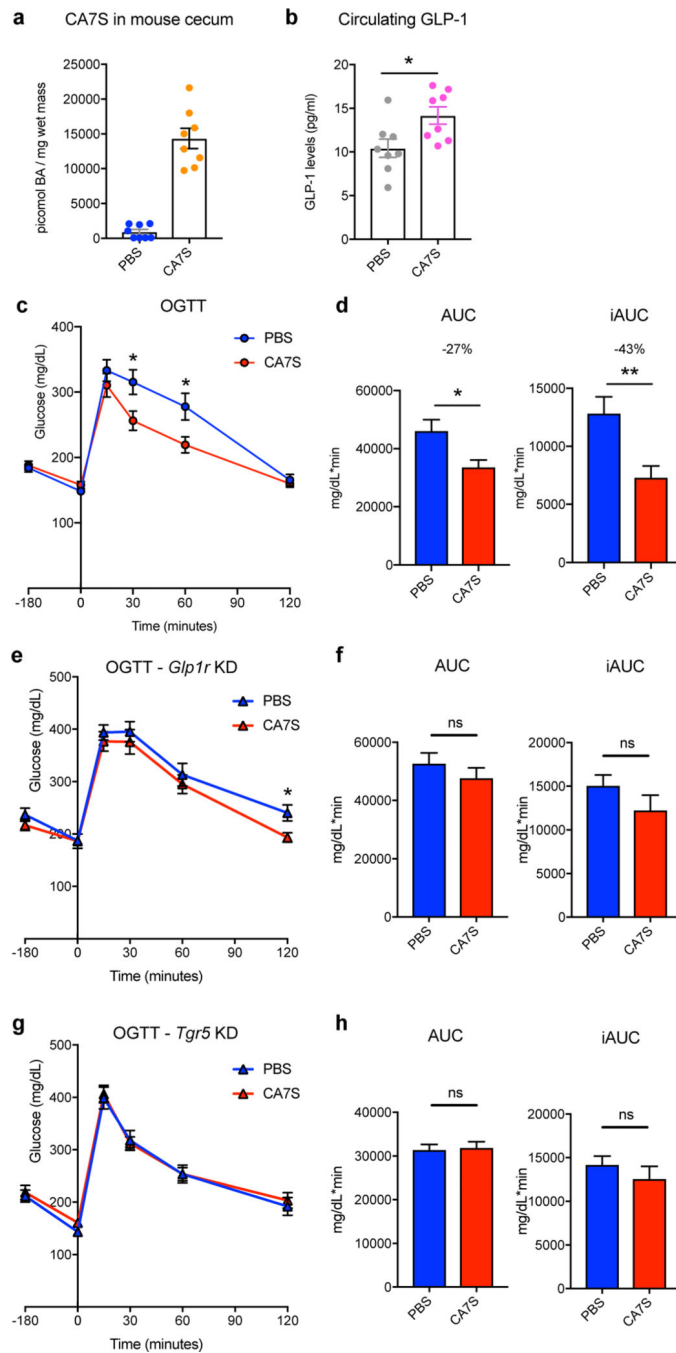 a
CA7S in mouse cecum
picomol BA / mg wet mass
25000
20000
15000
10000
5000
0
PBS
CA7S
b
Circulating GLP-1
GLP-1 levels (pg/ml)
20
15
10
5
0
*
PBS
CA7S
c
OGTT
Glucose (mg/dL)
400
300
200
100
PBS
CA7S
*
*
-180
0
30
60
90
120
Time (minutes)
d
AUC
-27%
*
mg/dL*min
60000
40000
20000
0
PBS
CA7S
iAUC
-43%
**
mg/dL*min
15000
10000
5000
0
PBS
CA7S
e
OGTT - Glp1r KD
Glucose (mg/dL)
500
400
300
200
100
PBS
CA7S
*
-180
0
30
60
90
120
Time (minutes)
f
AUC
ns
mg/dL*min
60000
40000
20000
0
PBS
CA7S
iAUC
ns
mg/dL*min
20000
15000
10000
5000
0
PBS
CA7S
g
OGTT - Tgr5 KD
Glucose (mg/dL)
500
400
300
200
100
PBS
CA7S
-180
0
30
60
90
120
Time (minutes)
h
AUC
ns
mg/dL*min
40000
30000
20000
10000
0
PBS
CA7S
iAUC
ns
mg/dL*min
20000
15000
10000
5000
0
PBS
CA7S